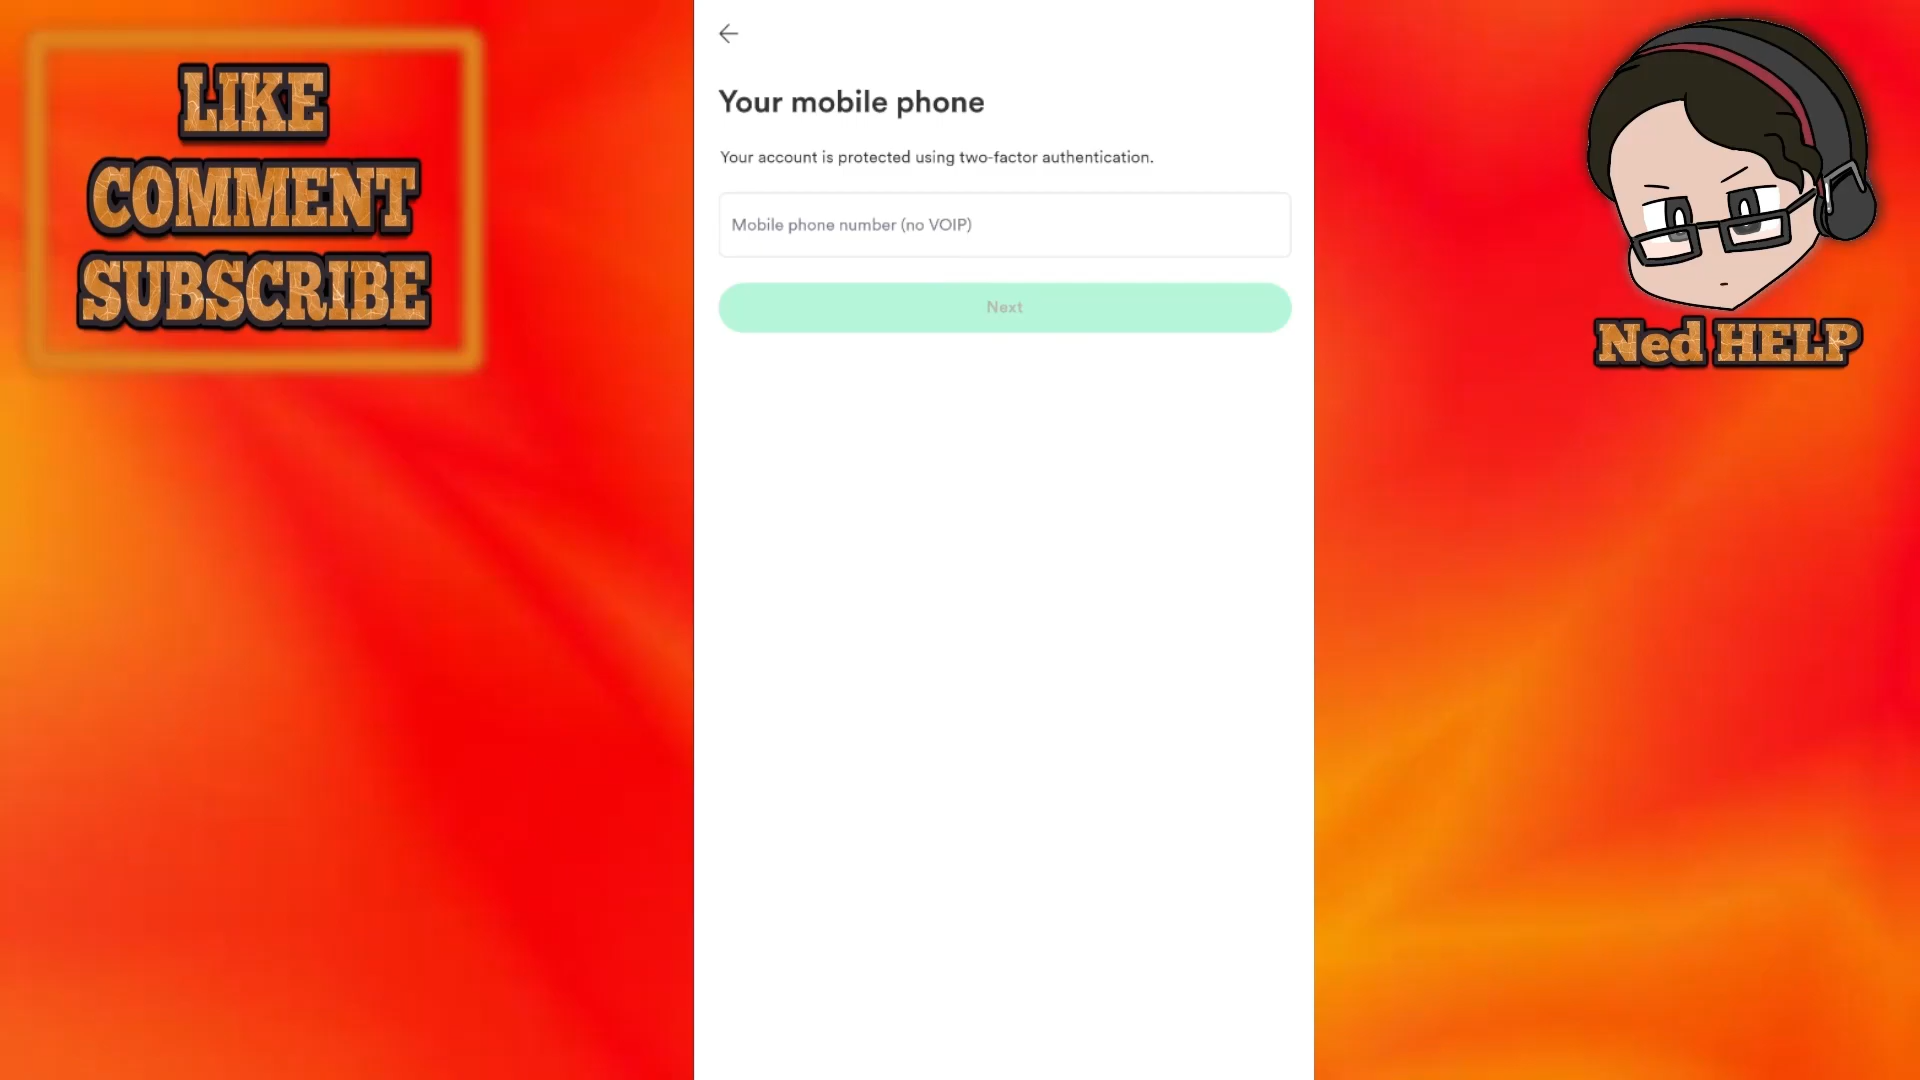 LIKE
COMMENT
SUBSCRIBE
Your mobile phone
Your account is protected using two-factor authentication.
Mobile phone number (no VOIP)
Next
Ned HELP